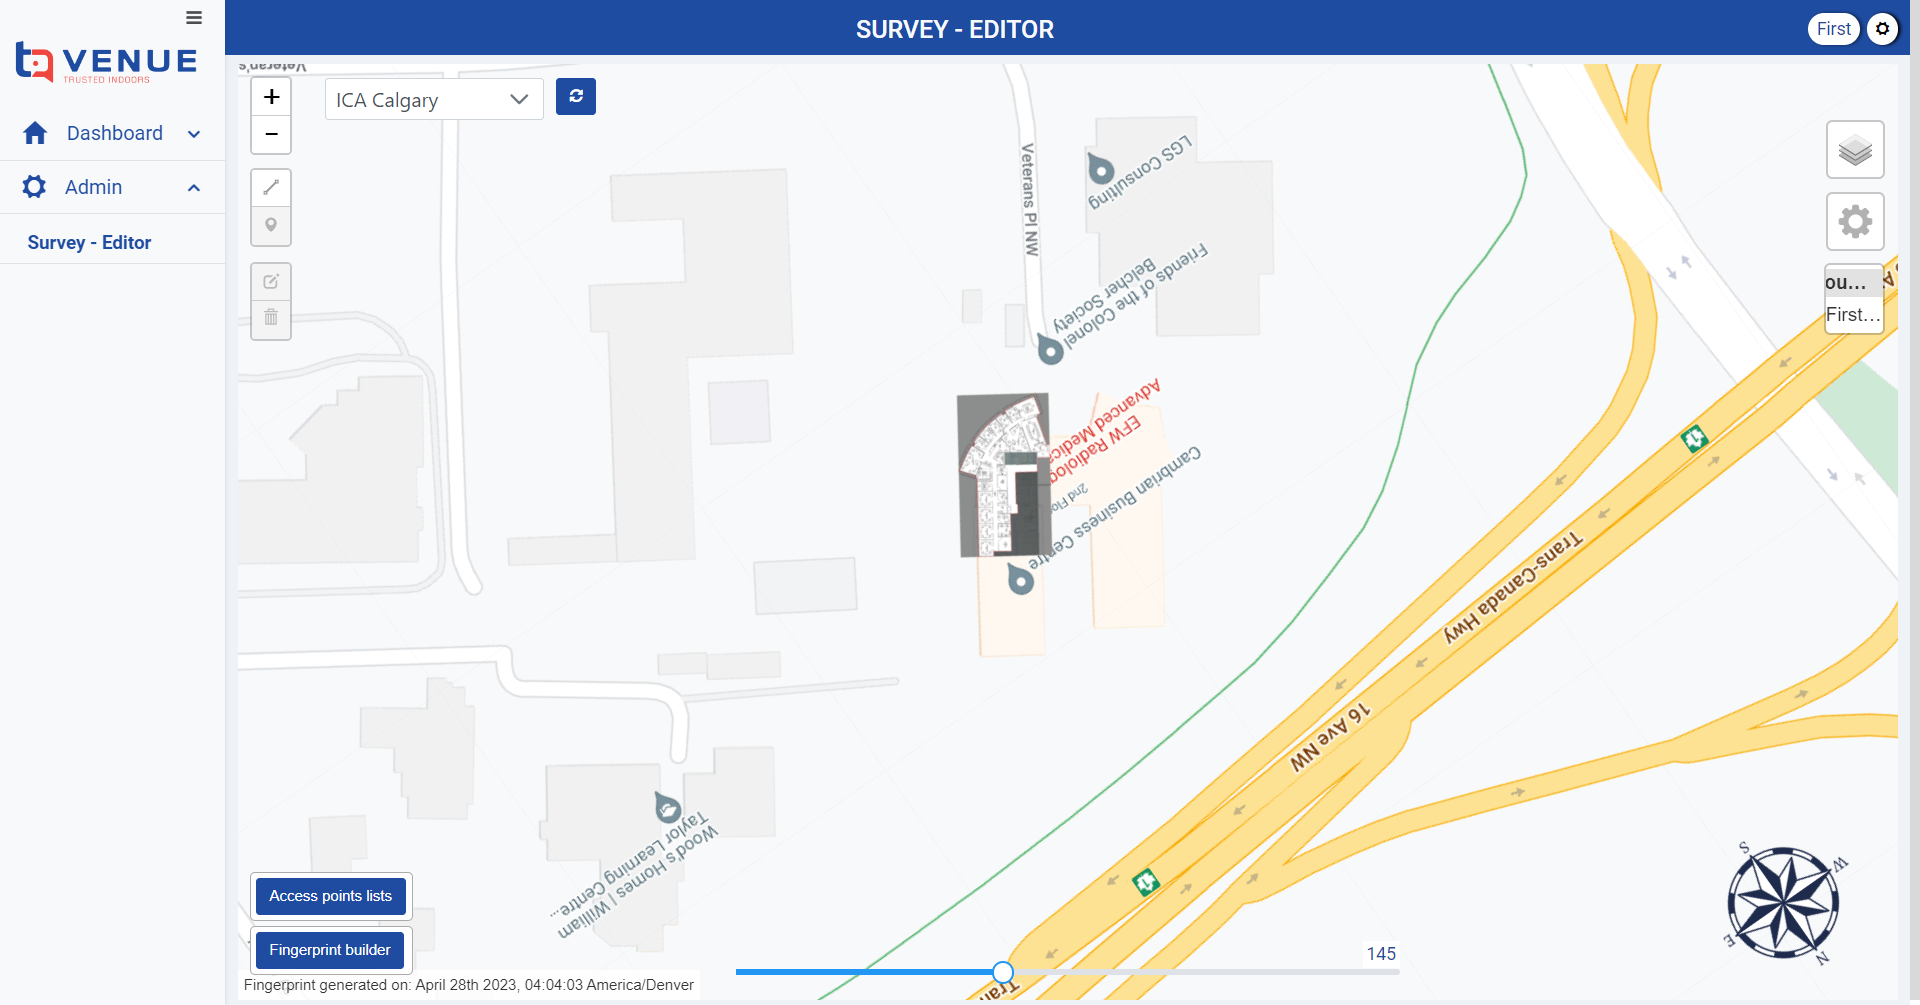 SURVEY - EDITOR
First
VENUE
TRUSTED INDOORS
Dashboard
Admin
Survey - Editor
Veteran's
+
ICA Calgary
−
Veterans Pl NW
LGS Consulting
Friends of the Colonel
Belcher Society
ou...
First...
Advanced Medica
EFW Radiolog
2nd Floo
Cambrian Business Centre
Trans-Canada Hwy
16 Ave NW
Wood's Homes | William
Taylor Learning Centre...
S
W
E
N
Access points lists
Fingerprint builder
145
Fingerprint generated on: April 28th 2023, 04:04:03 America/Denver